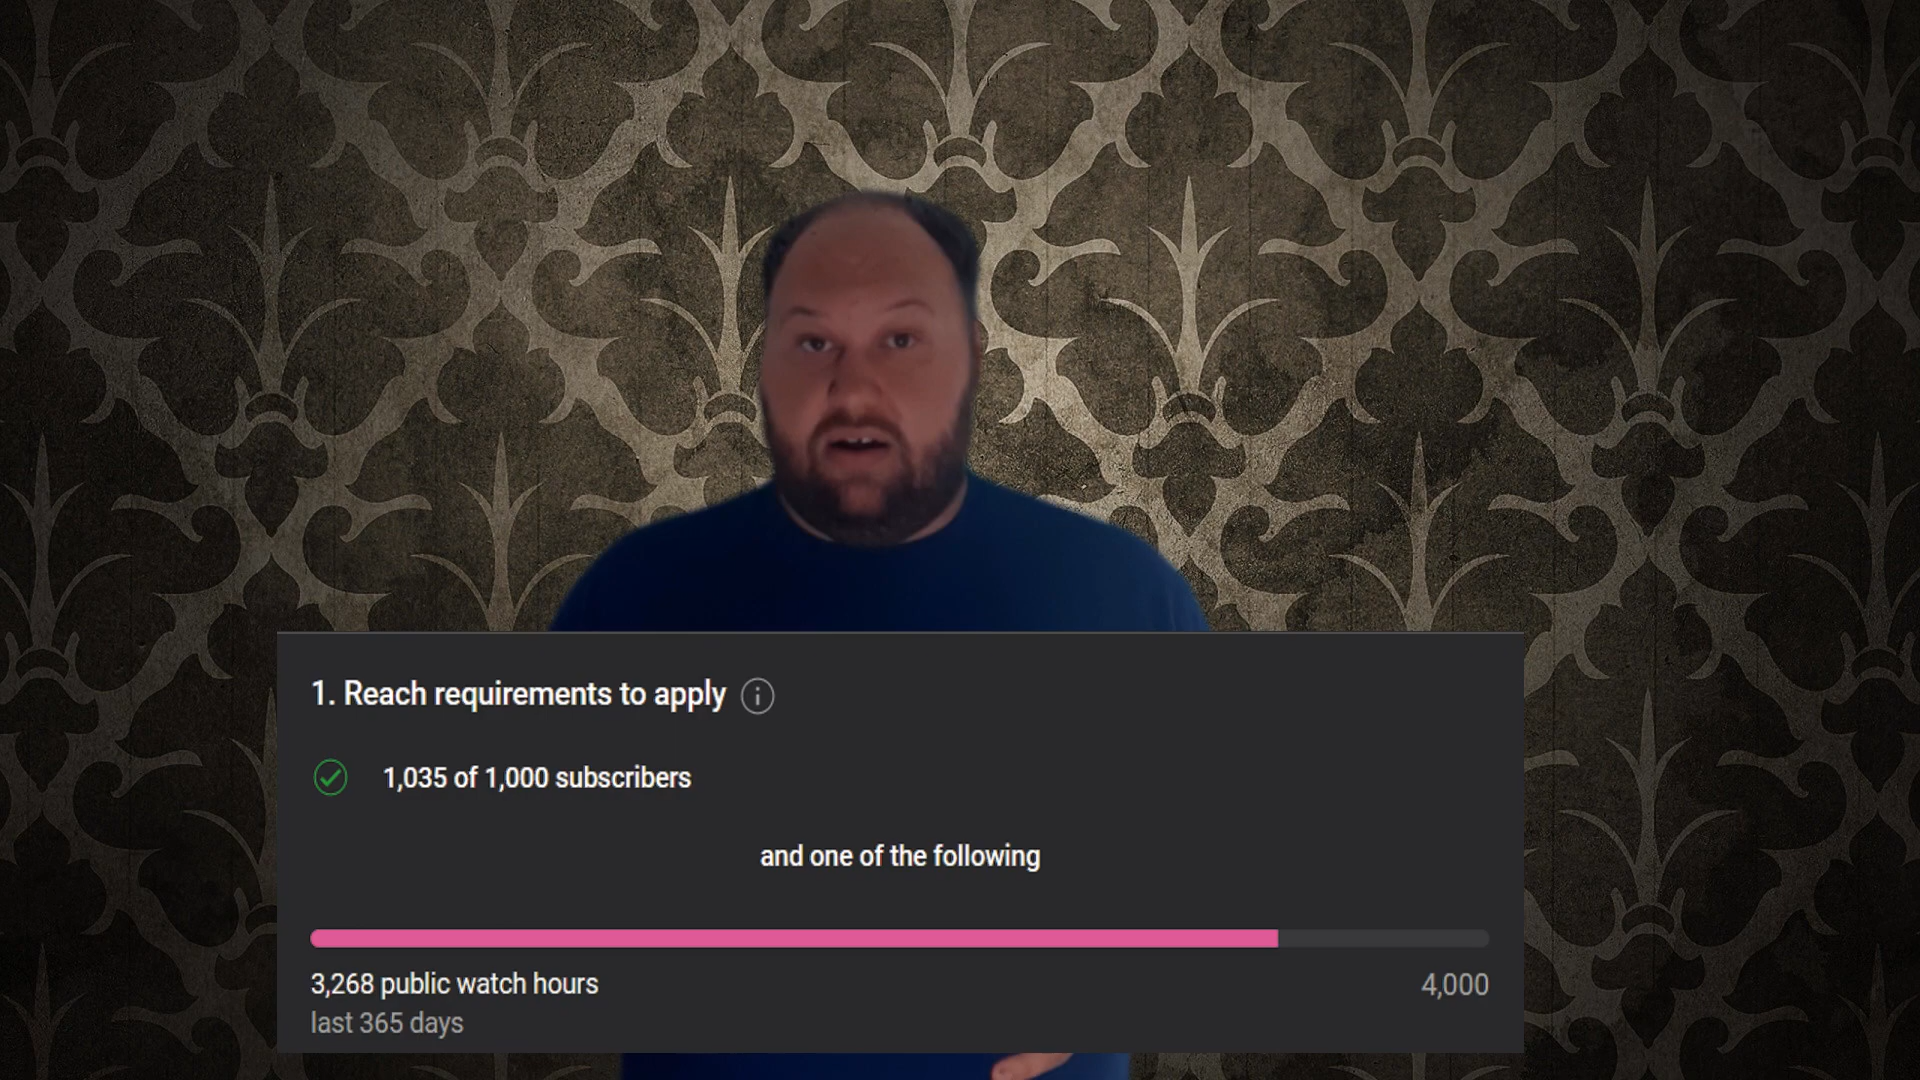 1. Reach requirements to apply
1,035 of 1,000 subscribers
and one of the following
3,268 public watch hours
4,000
last 365 days